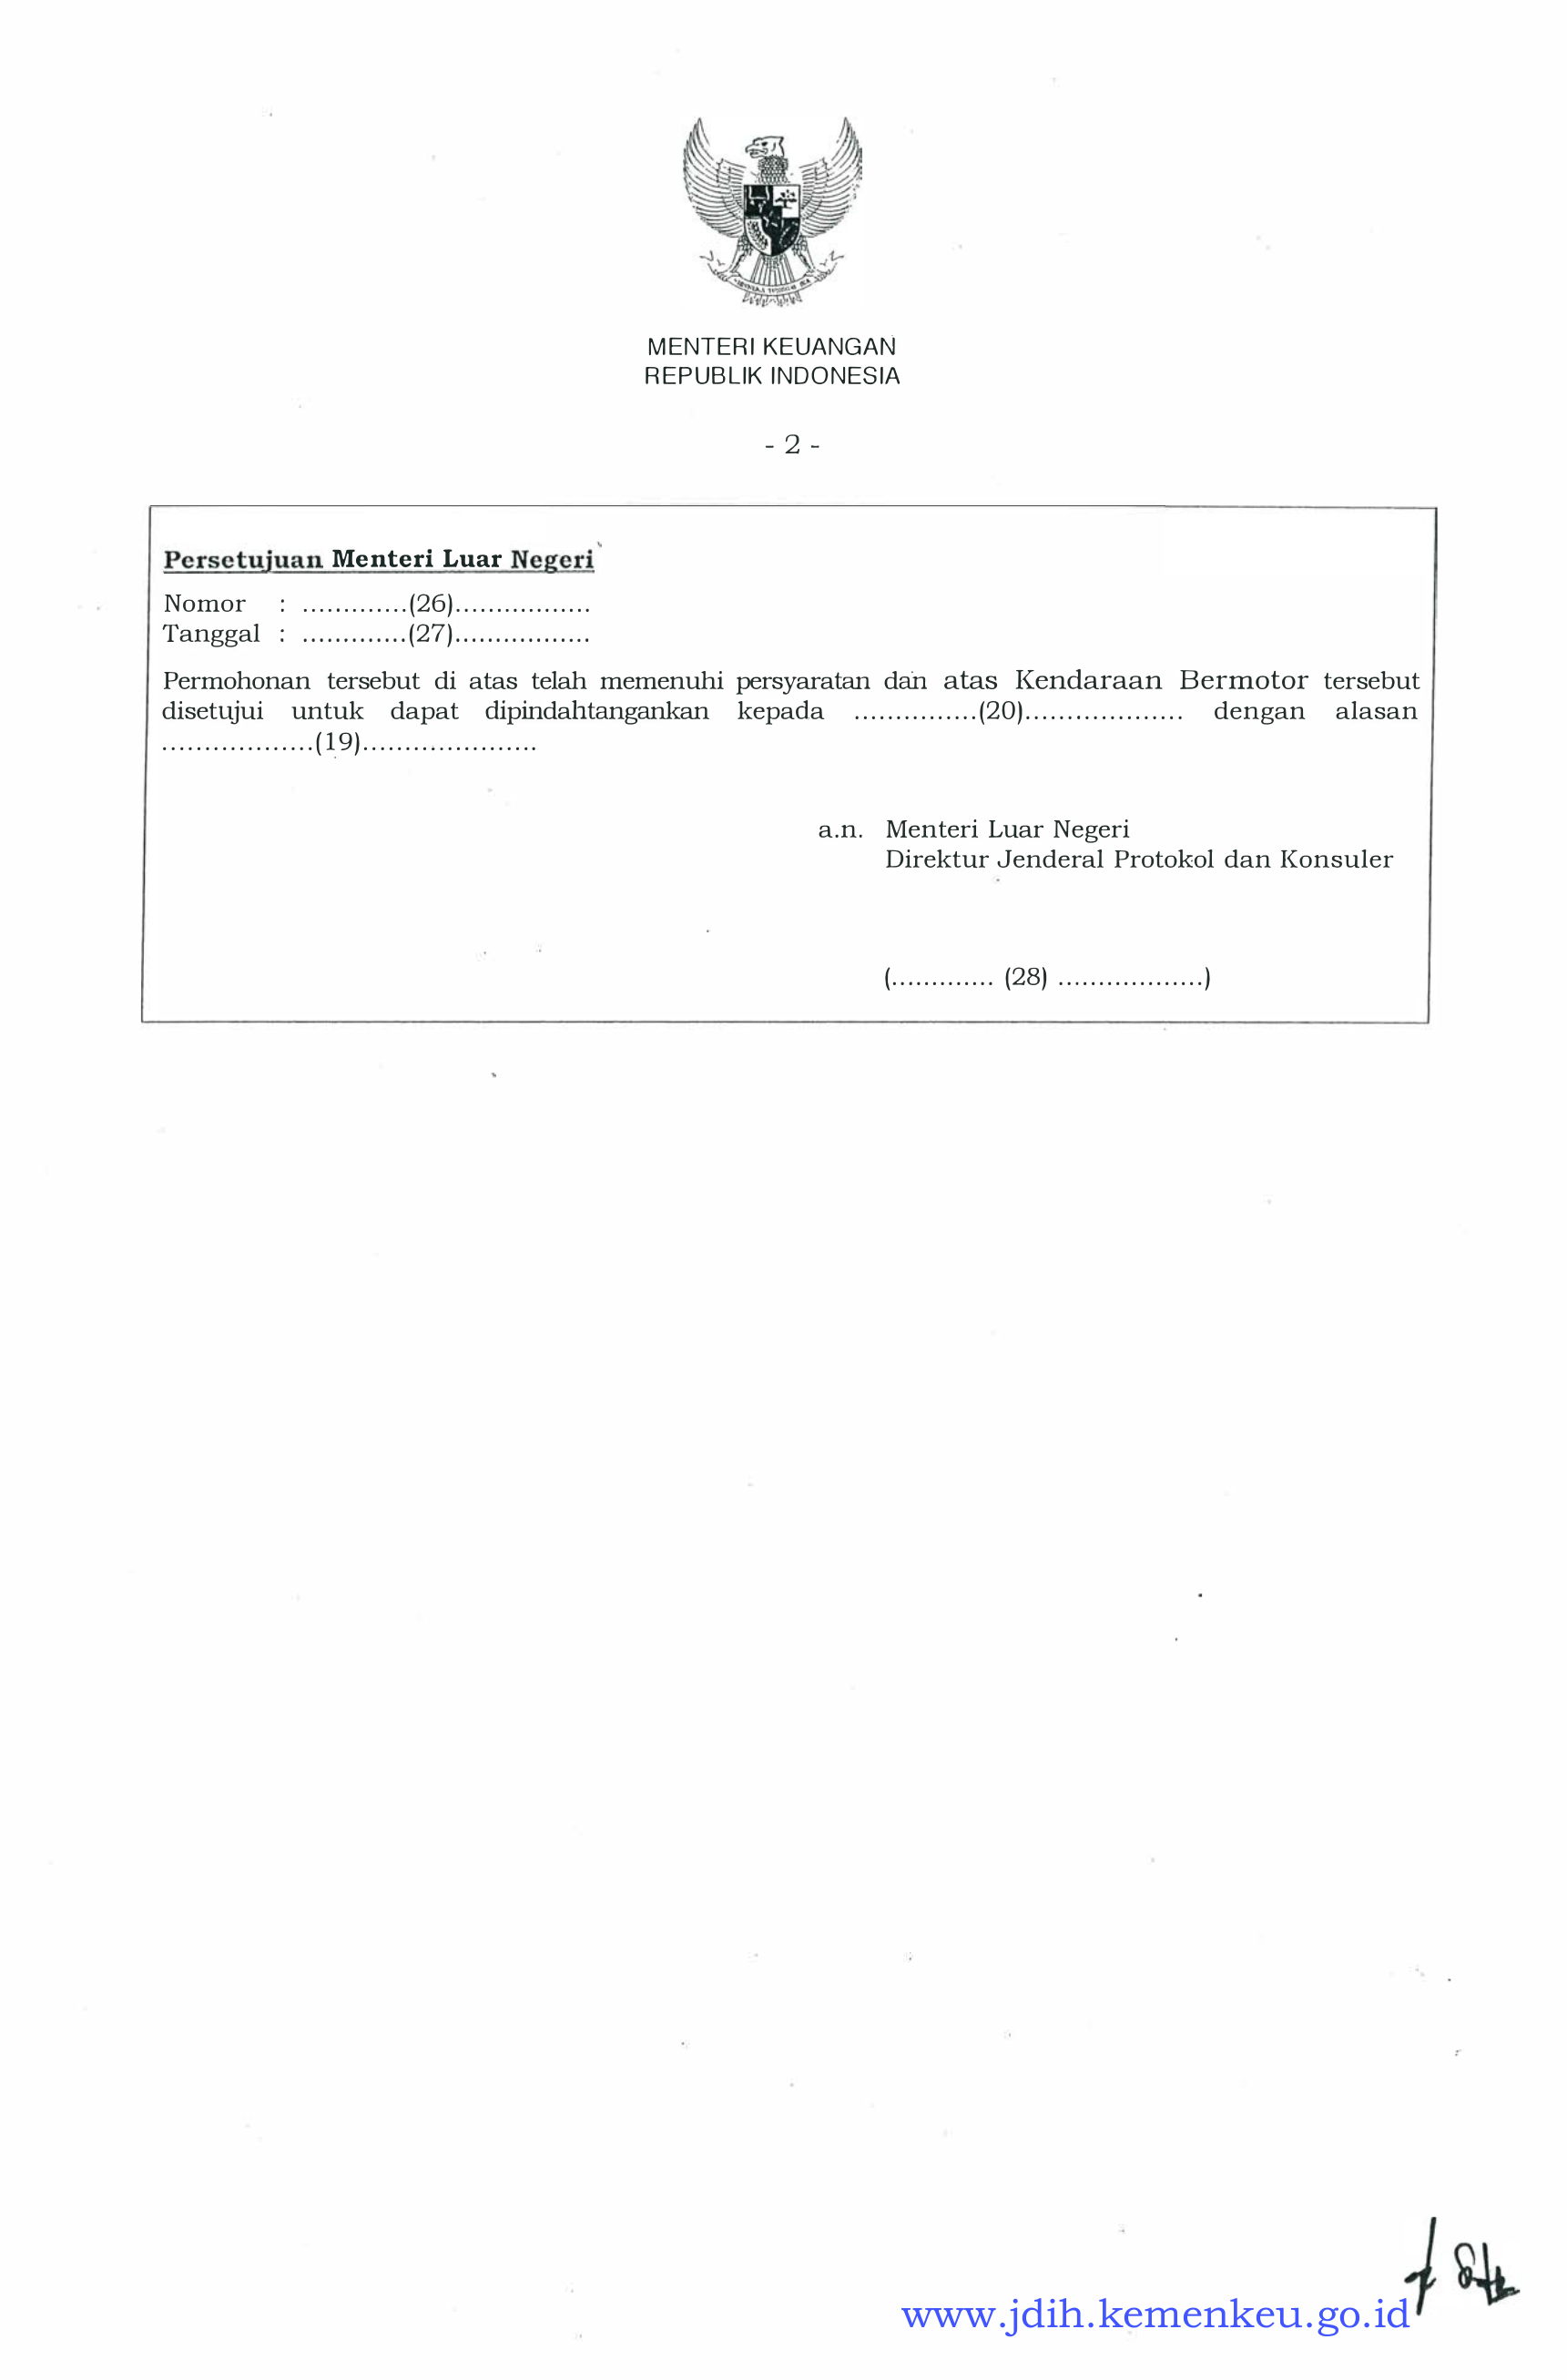 MENTERI KEUANGAN
REPUBLIK INDONESIA
- 2 -
Persetujuan Menteri Luar Negeri
Nomor : .............(26).................
Tanggal : .............(27).................
Permohonan tersebut di atas telah memenuhi persyaratan dan atas Kendaraan Bermotor tersebut
disetujui untuk dapat dipindahtangankan kepada ...............(20)................... dengan alasan
..................(19).....................
a.n. Menteri Luar Negeri
Direktur Jenderal Protokol dan Konsuler
(............. (28) ..................)
www.jdih.kemenkeu.go.id